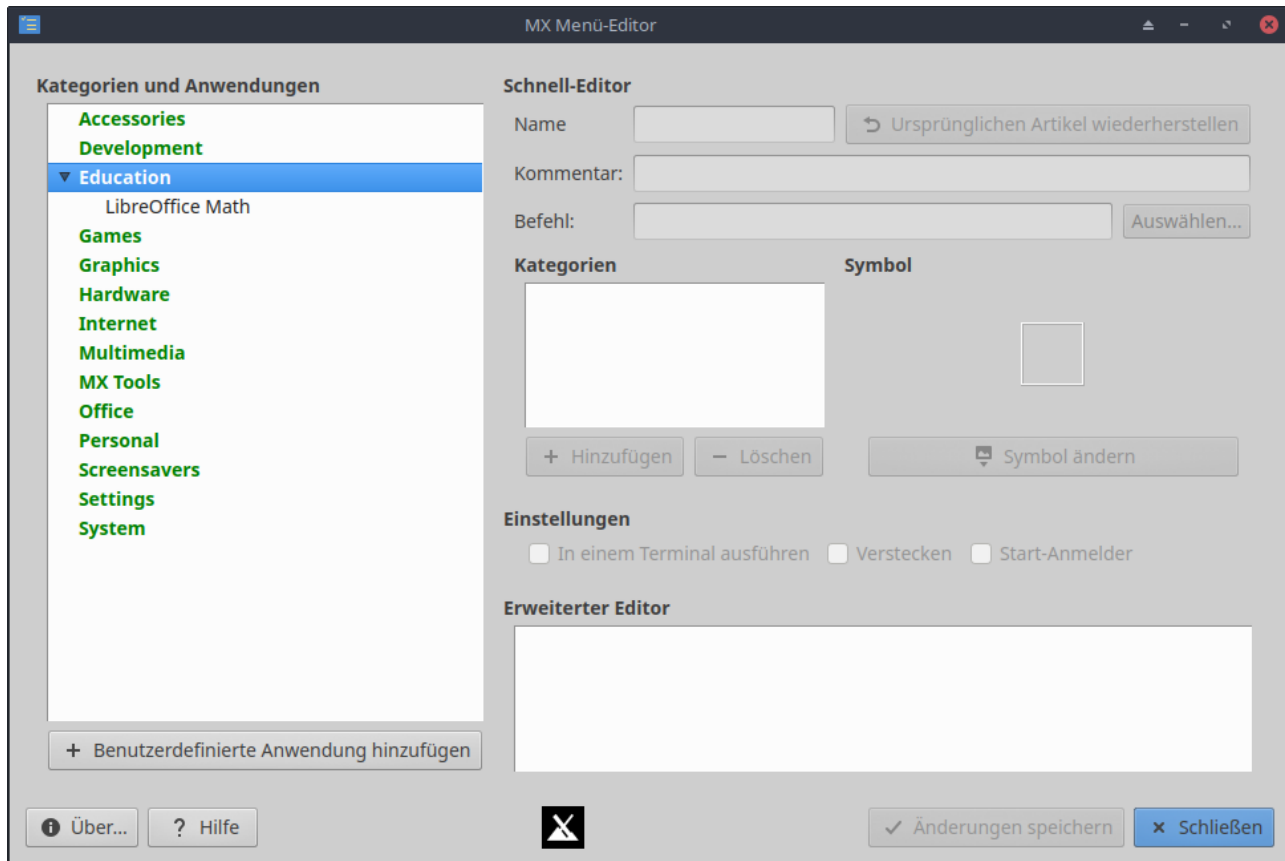 MX Menü-Editor
Kategorien und Anwendungen
Accessories
Development
Education
LibreOffice Math
Games
Graphics
Hardware
Internet
Multimedia
MX Tools
Office
Personal
Screensavers
Settings
System
+ Benutzerdefinierte Anwendung hinzufügen
Schnell-Editor
Name
Ursprünglichen Artikel wiederherstellen
Kommentar:
Befehl:
Auswählen...
Kategorien
Symbol
+ Hinzufügen
− Löschen
Symbol ändern
Einstellungen
In einem Terminal ausführen
Verstecken
Start-Anmelder
Erweiterter Editor
Über...
? Hilfe
Änderungen speichern
Schließen